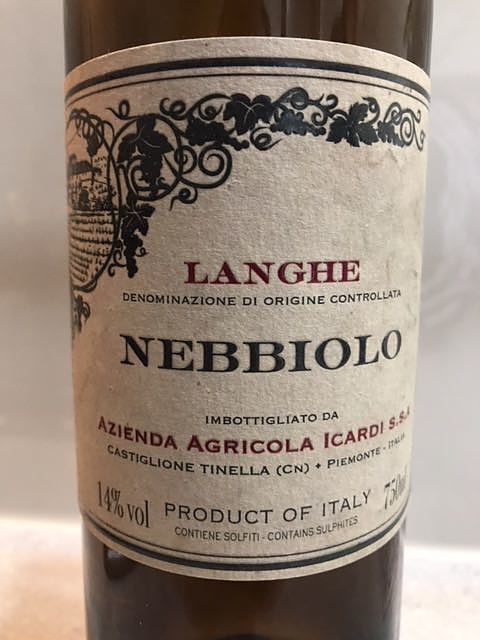 LANGHE
DENOMINAZIONE DI ORIGINE CONTROLLATA
NEBBIOLO
IMBOTTIGLIATO DA
AZIENDA AGRICOLA ICARDI S.S.A
CASTIGLIONE TINELLA (CN) • PIEMONTE - ITALIA
14% vol PRODUCT OF ITALY 750ml
CONTIENE SOLFITI - CONTAINS SULPHITES